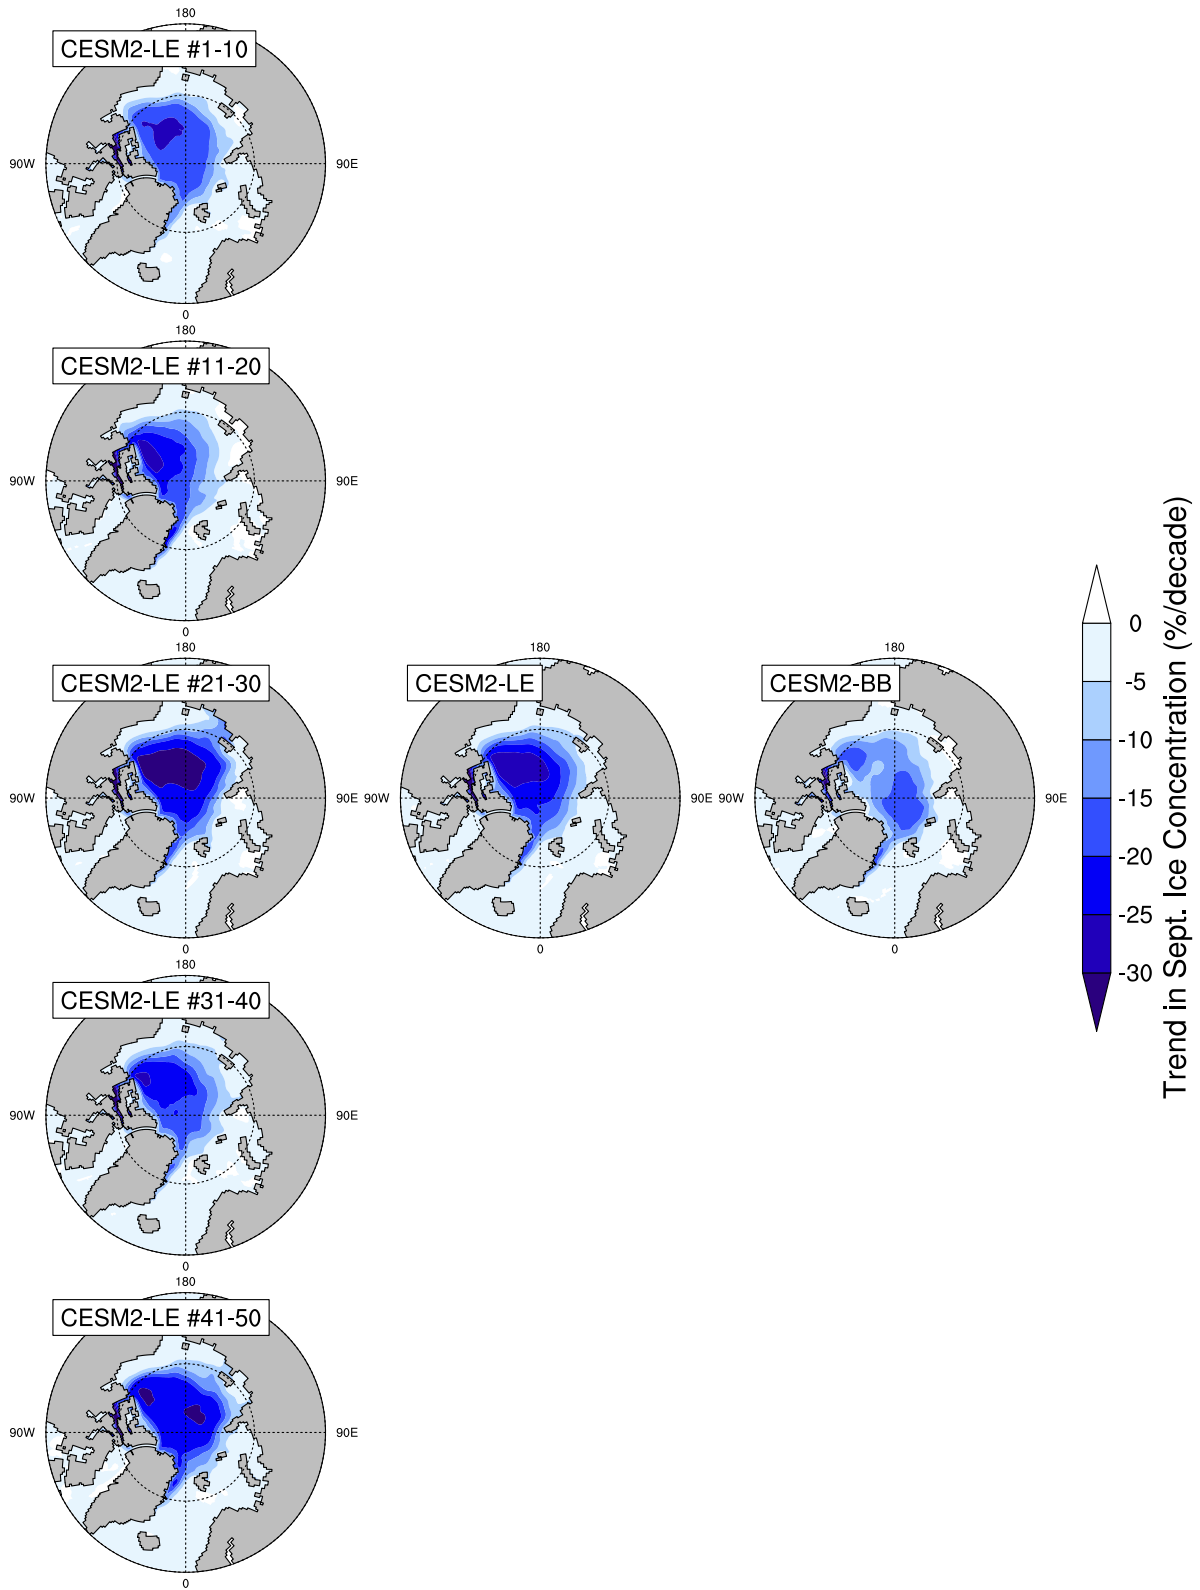 180
CESM2-LE #1-10
90W
90E
0
180
CESM2-LE #11-20
90W
90E
0
180
CESM2-LE #21-30
90W
90E
0
180
CESM2-LE
90W
90E
0
CESM2-BB
180
90W
90E
0
180
CESM2-LE #31-40
90W
90E
0
180
CESM2-LE #41-50
90W
90E
0
0
-5
-10
-15
-20
-25
-30
Trend in Sept. Ice Concentration (%/decade)